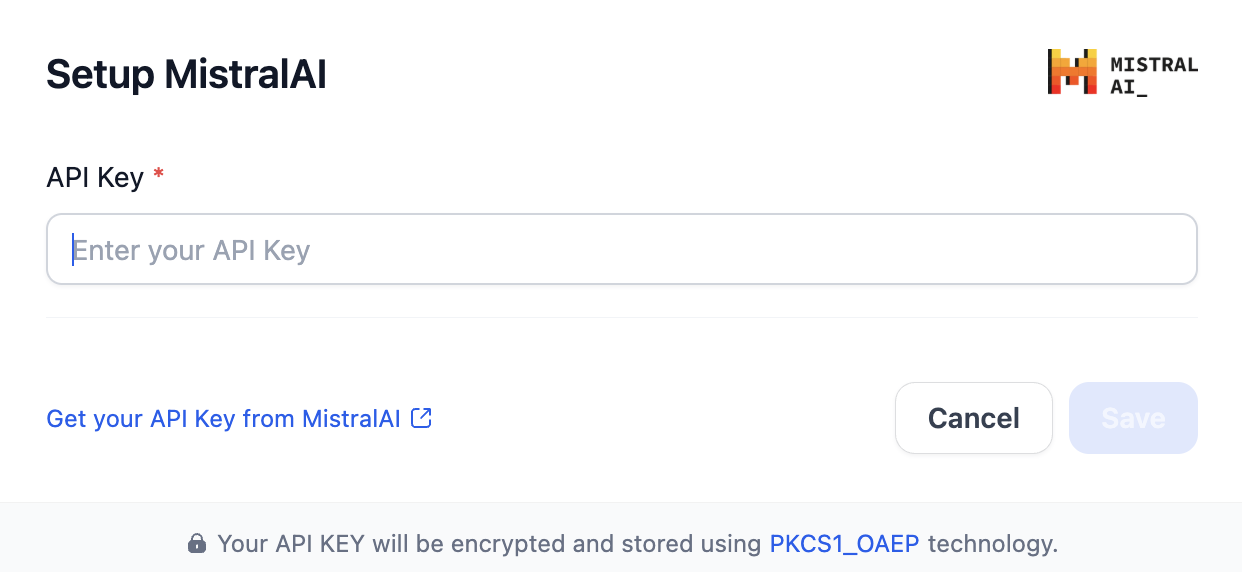 Setup MistralAI
MISTRAL
AI_
API Key *
Enter your API Key
Get your API Key from MistralAI
Cancel
Save
Your API KEY will be encrypted and stored using PKCS1_OAEP technology.